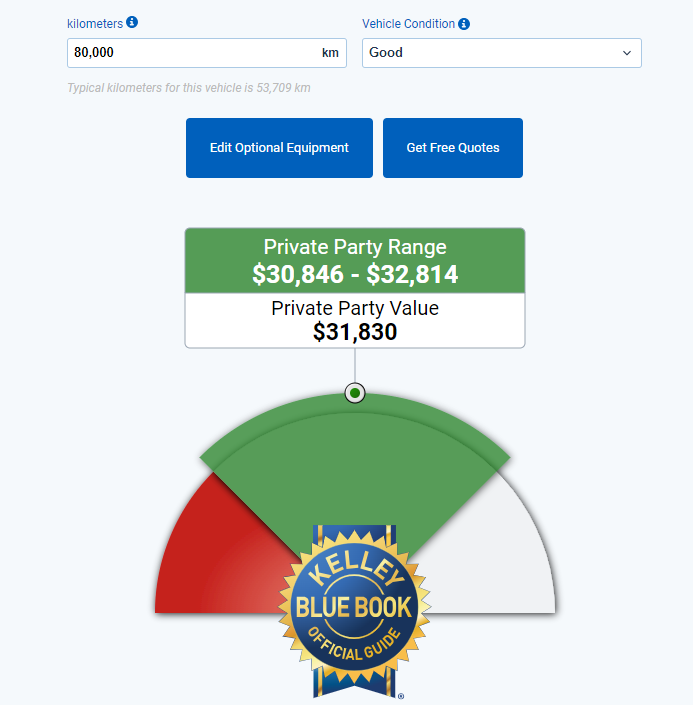 kilometers
Vehicle Condition
80,000 km
Good
Typical kilometers for this vehicle is 53,709 km
Edit Optional Equipment
Get Free Quotes
Private Party Range
$30,846 - $32,814
Private Party Value
$31,830
KELLEY
BLUE BOOK
OFFICIAL GUIDE
®